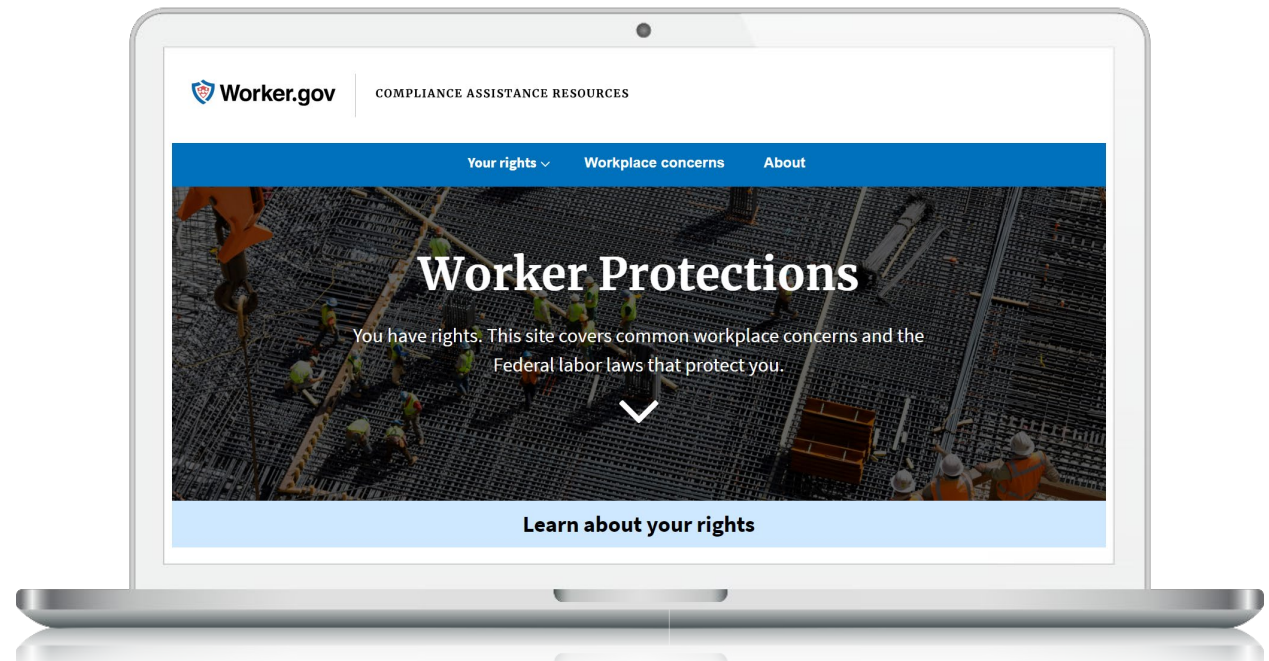 Worker.gov
COMPLIANCE ASSISTANCE RESOURCES
Your rights
Workplace concerns
About
Worker Protections
You have rights. This site covers common workplace concerns and the
Federal labor laws that protect you.
Learn about your rights